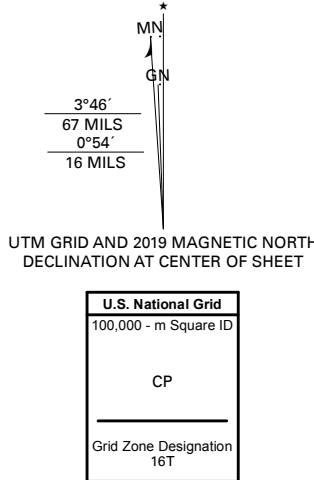 ★
MN
GN
3°46´
67 MILS
0°54´
16 MILS
UTM GRID AND 2019 MAGNETIC NORTH
DECLINATION AT CENTER OF SHEET
U.S. National Grid
100,000 - m Square ID
CP
Grid Zone Designation
16T